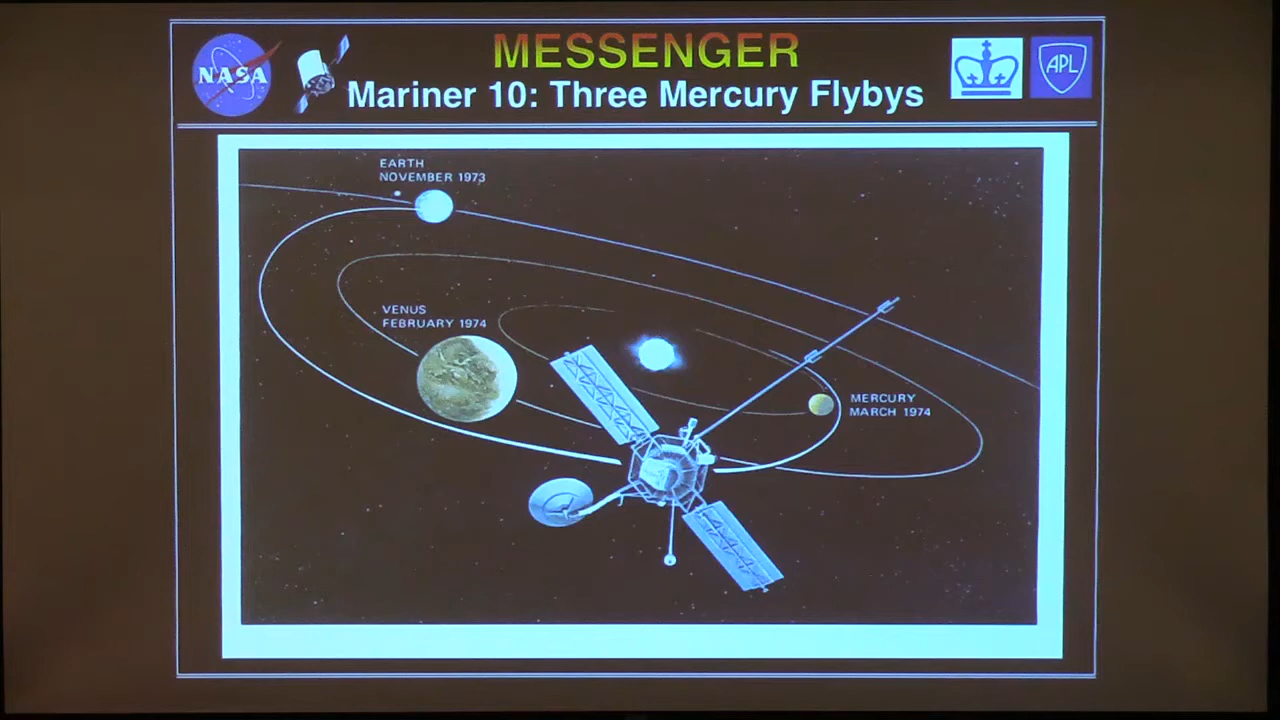 NASA
MESSENGER
Mariner 10: Three Mercury Flybys
APL
EARTH
NOVEMBER 1973
VENUS
FEBRUARY 1974
MERCURY
MARCH 1974